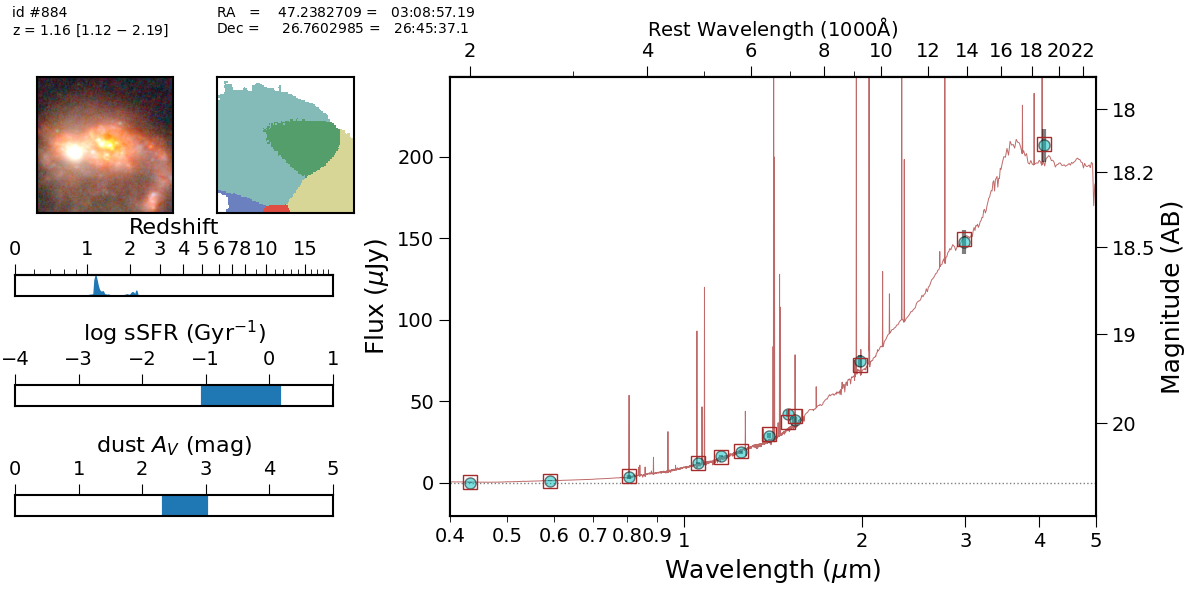 id #884
z = 1.16 [1.12 − 2.19]
RA = 47.2382709 = 03:08:57.19
Dec = 26.7602985 = 26:45:37.1
Redshift
0 1 2 3 4 5 6 7 8 10 15
log sSFR (Gyr⁻¹)
−4 −3 −2 −1 0 1
dust A_V (mag)
0 1 2 3 4 5
Rest Wavelength (1000Å)
2 4 6 8 10 12 14 16 18 20 22
Flux (μJy)
200
150
100
50
0
18
18.2
18.5
19
20
Magnitude (AB)
0.4 0.5 0.6 0.7 0.8 0.9 1 2 3 4 5
Wavelength (μm)